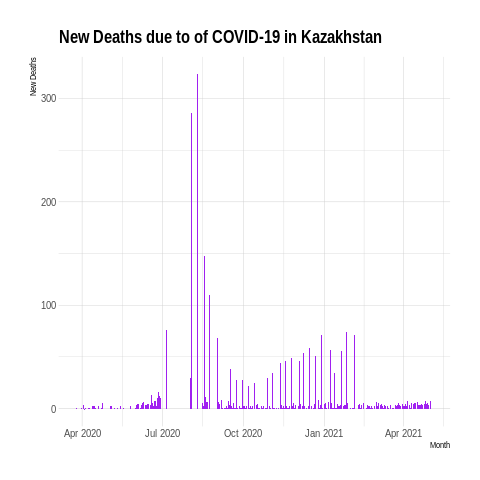 New Deaths due to of COVID-19 in Kazakhstan
New Deaths
300
200
100
0
Apr 2020 Jul 2020 Oct 2020 Jan 2021 Apr 2021
Month